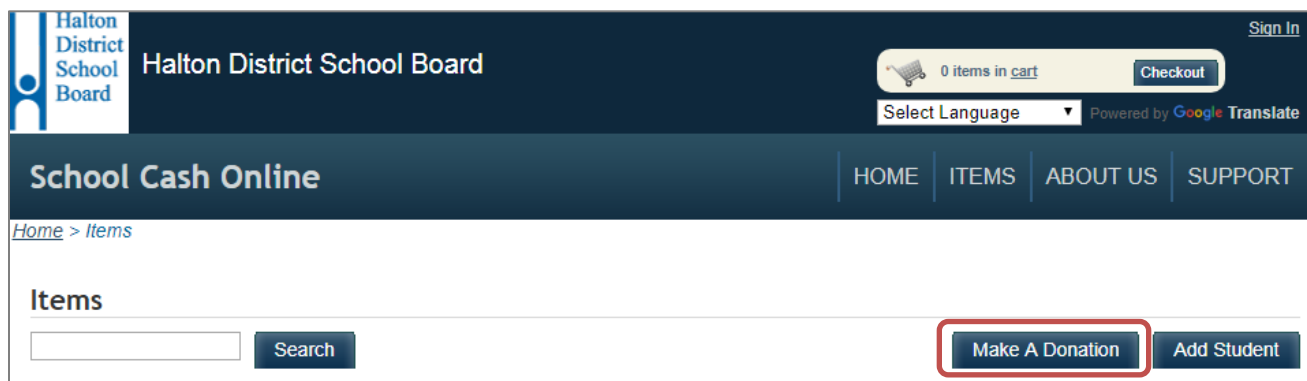 Halton
District
School
Board
Halton District School Board
Sign In
0 items in cart
Checkout
Select Language
Powered by Google Translate
School Cash Online
HOME ITEMS ABOUT US SUPPORT
Home > Items
Items
Search
Make A Donation
Add Student